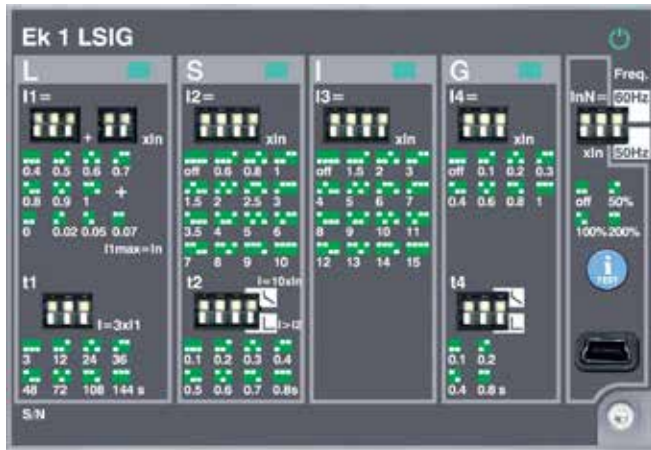 Ek 1 LSIG
L
I1=
+ xIn
0.4 0.5 0.6 0.7
0.8 0.9 1 +
0 0.02 0.05 0.07
I1max=In
t1
I=3xI1
3 12 24 36
48 72 108 144 s
S
I2=
xIn
off 0.6 0.8 1
1.5 2 2.5 3
3.5 4 5 6
7 8 9 10
t2
I=10xIn
I>I2
0.1 0.2 0.3 0.4
0.5 0.6 0.7 0.8s
I
I3=
xIn
off 1.5 2 3
4 5 6 7
8 9 10 11
12 13 14 15
G
I4=
xIn
off 0.1 0.2 0.3
0.4 0.6 0.8 1
t4
0.1 0.2
0.4 0.8 s
Freq.
InN= 60Hz
xIn 50Hz
off 50%
100% 200%
i
TEST
S/N